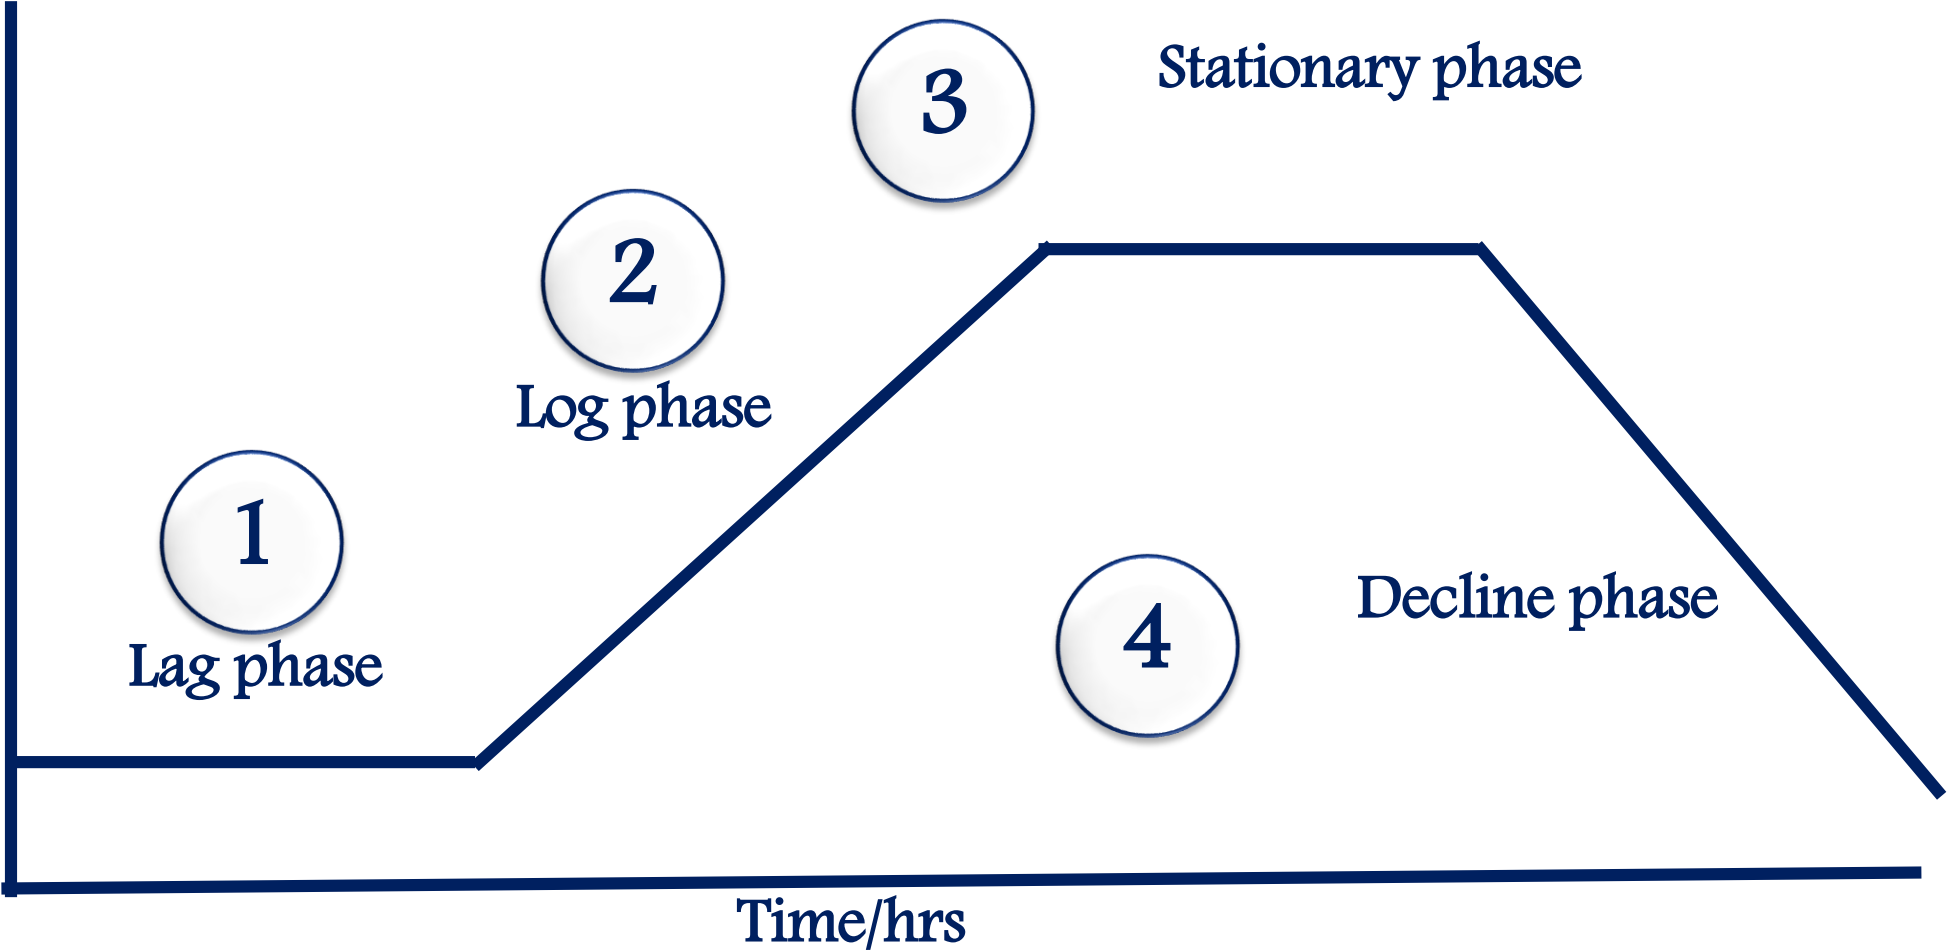 3
Stationary phase
2
Log phase
1
Lag phase
4
Decline phase
Time/hrs